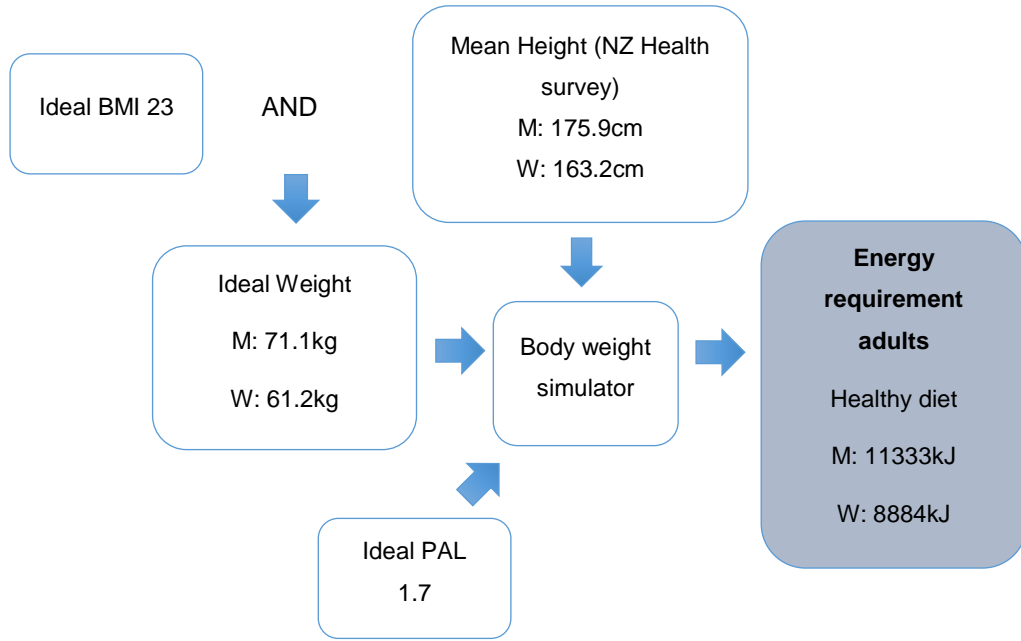 Ideal BMI 23
AND
Mean Height (NZ Health
survey)
M: 175.9cm
W: 163.2cm
Ideal Weight
M: 71.1kg
W: 61.2kg
Body weight
simulator
Ideal PAL
1.7
Energy
requirement
adults
Healthy diet
M: 11333kJ
W: 8884kJ